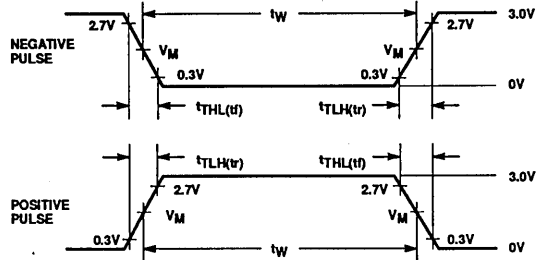 tW
3.0V
2.7V
2.7V
NEGATIVE
PULSE
VM
VM
0.3V
0.3V
0V
tTHL(tf)
tTLH(tr)
tTLH(tr)
tTHL(tf)
3.0V
2.7V
2.7V
POSITIVE
PULSE
VM
VM
0.3V
0.3V
tW
0V